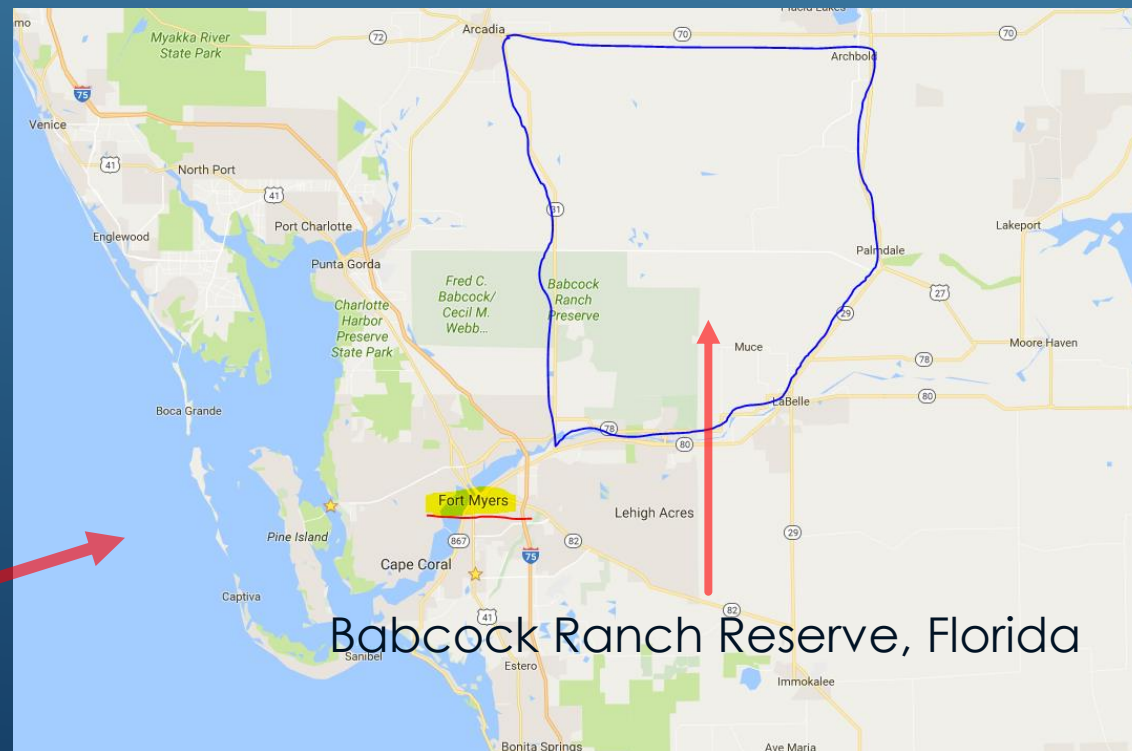 mo
Placid Lakes
Myakka River
State Park
72
Arcadia
70
70
Archbold
75
Venice
41
North Port
41
Port Charlotte
31
Englewood
Lakeport
Palmdale
Punta Gorda
Fred C.
Babcock/
Cecil M.
Webb...
Babcock
Ranch
Preserve
27
Charlotte
Harbor
Preserve
State Park
29
Muce
Moore Haven
78
Boca Grande
LaBelle
80
78
80
Fort Myers
Lehigh Acres
Pine Island
867
82
29
75
Cape Coral
Captiva
41
82
Babcock Ranch Reserve, Florida
Sanibel
Estero
Immokalee
Bonita Springs
Ave Maria